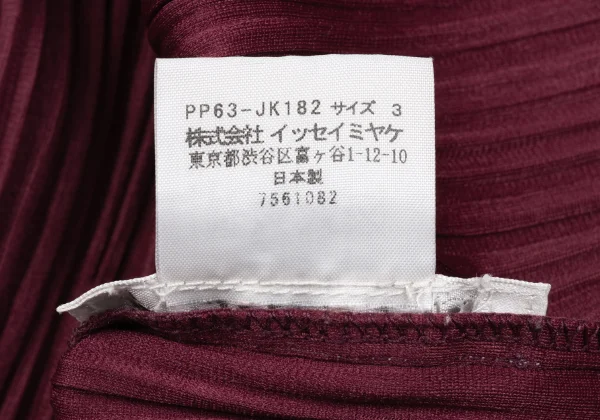 PP63-JK182 サイズ 3
株式会社 イッセイミヤケ
東京都渋谷区富ヶ谷1-12-10
日本製
7561082